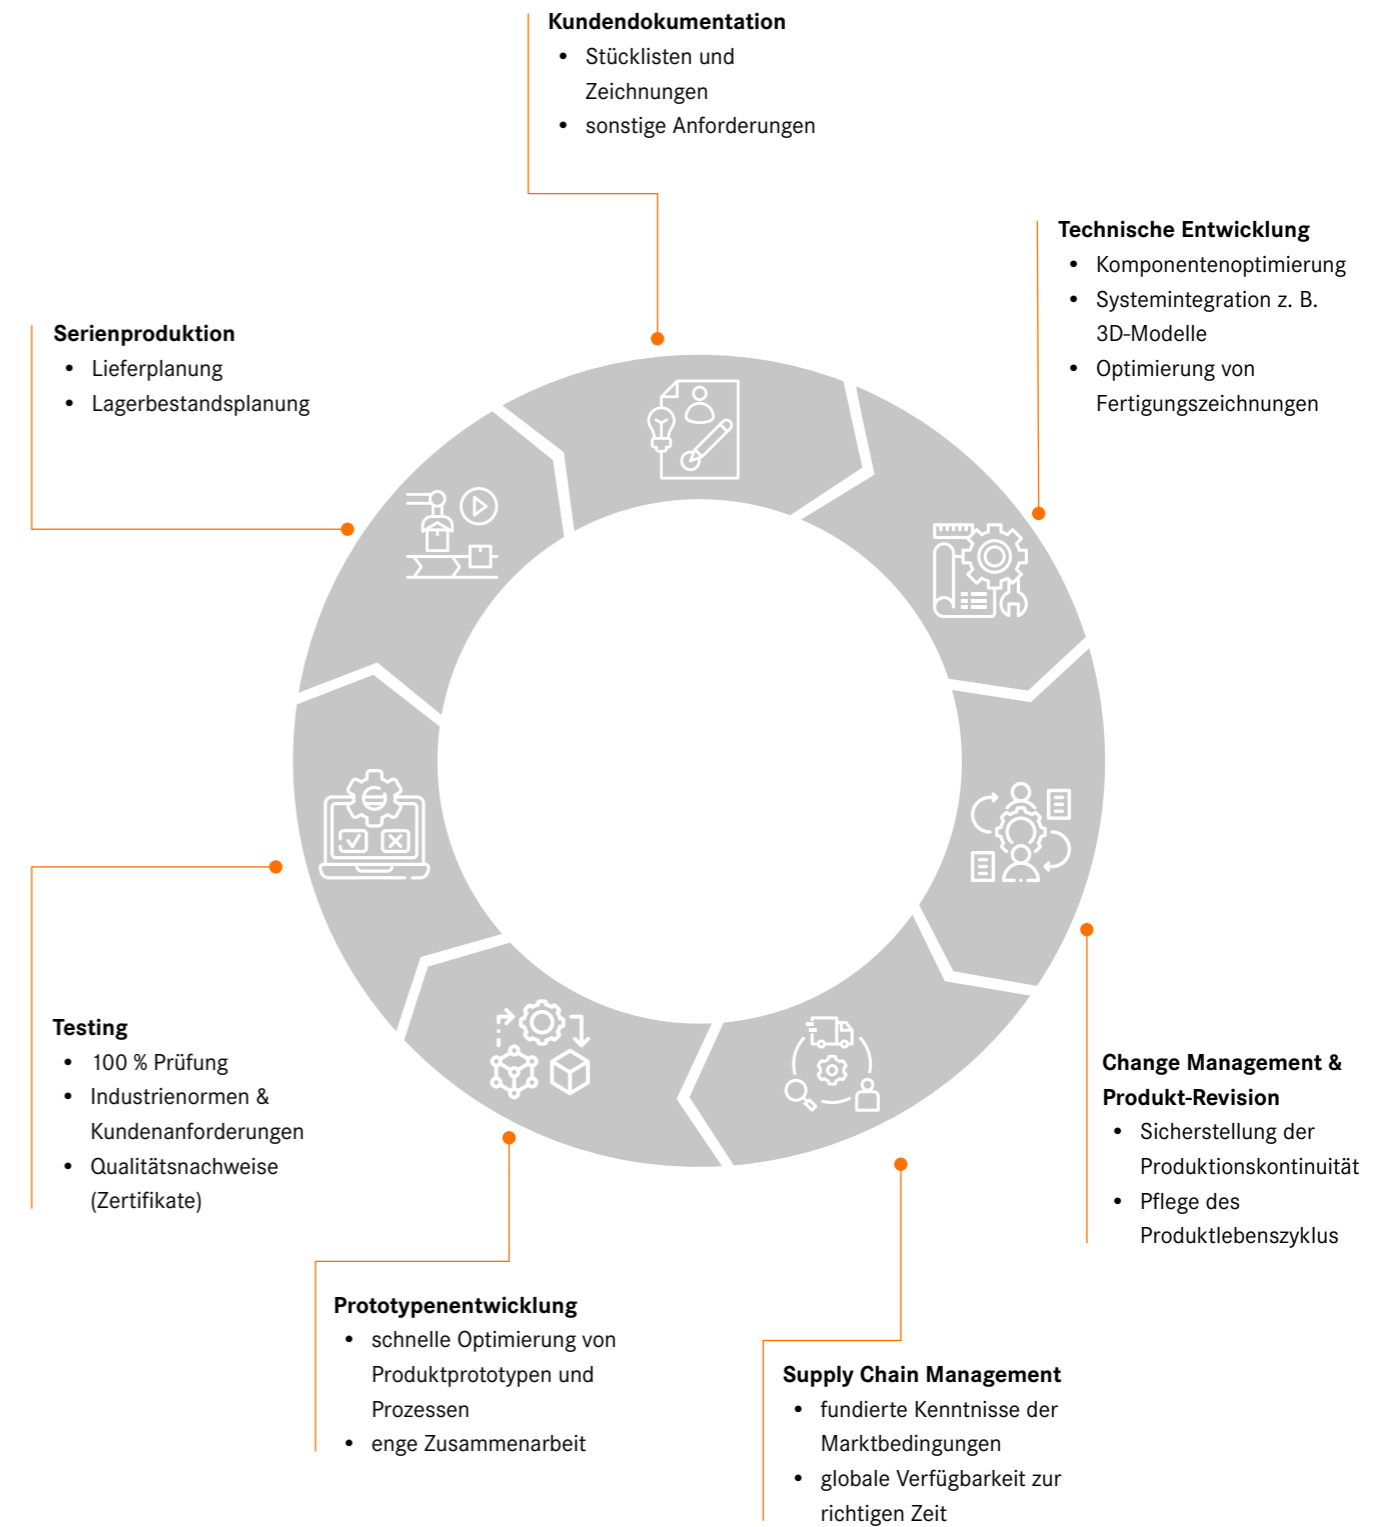 Kundendokumentation
• Stücklisten und
Zeichnungen
• sonstige Anforderungen
Technische Entwicklung
• Komponentenoptimierung
• Systemintegration z. B.
3D-Modelle
• Optimierung von
Fertigungszeichnungen
Serienproduktion
• Lieferplanung
• Lagerbestandsplanung
Testing
• 100 % Prüfung
• Industrienormen &
Kundenanforderungen
• Qualitätsnachweise
(Zertifikate)
Change Management &
Produkt-Revision
• Sicherstellung der
Produktionskontinuität
• Pflege des
Produktlebenszyklus
Prototypenentwicklung
• schnelle Optimierung von
Produktprototypen und
Prozessen
• enge Zusammenarbeit
Supply Chain Management
• fundierte Kenntnisse der
Marktbedingungen
• globale Verfügbarkeit zur
richtigen Zeit